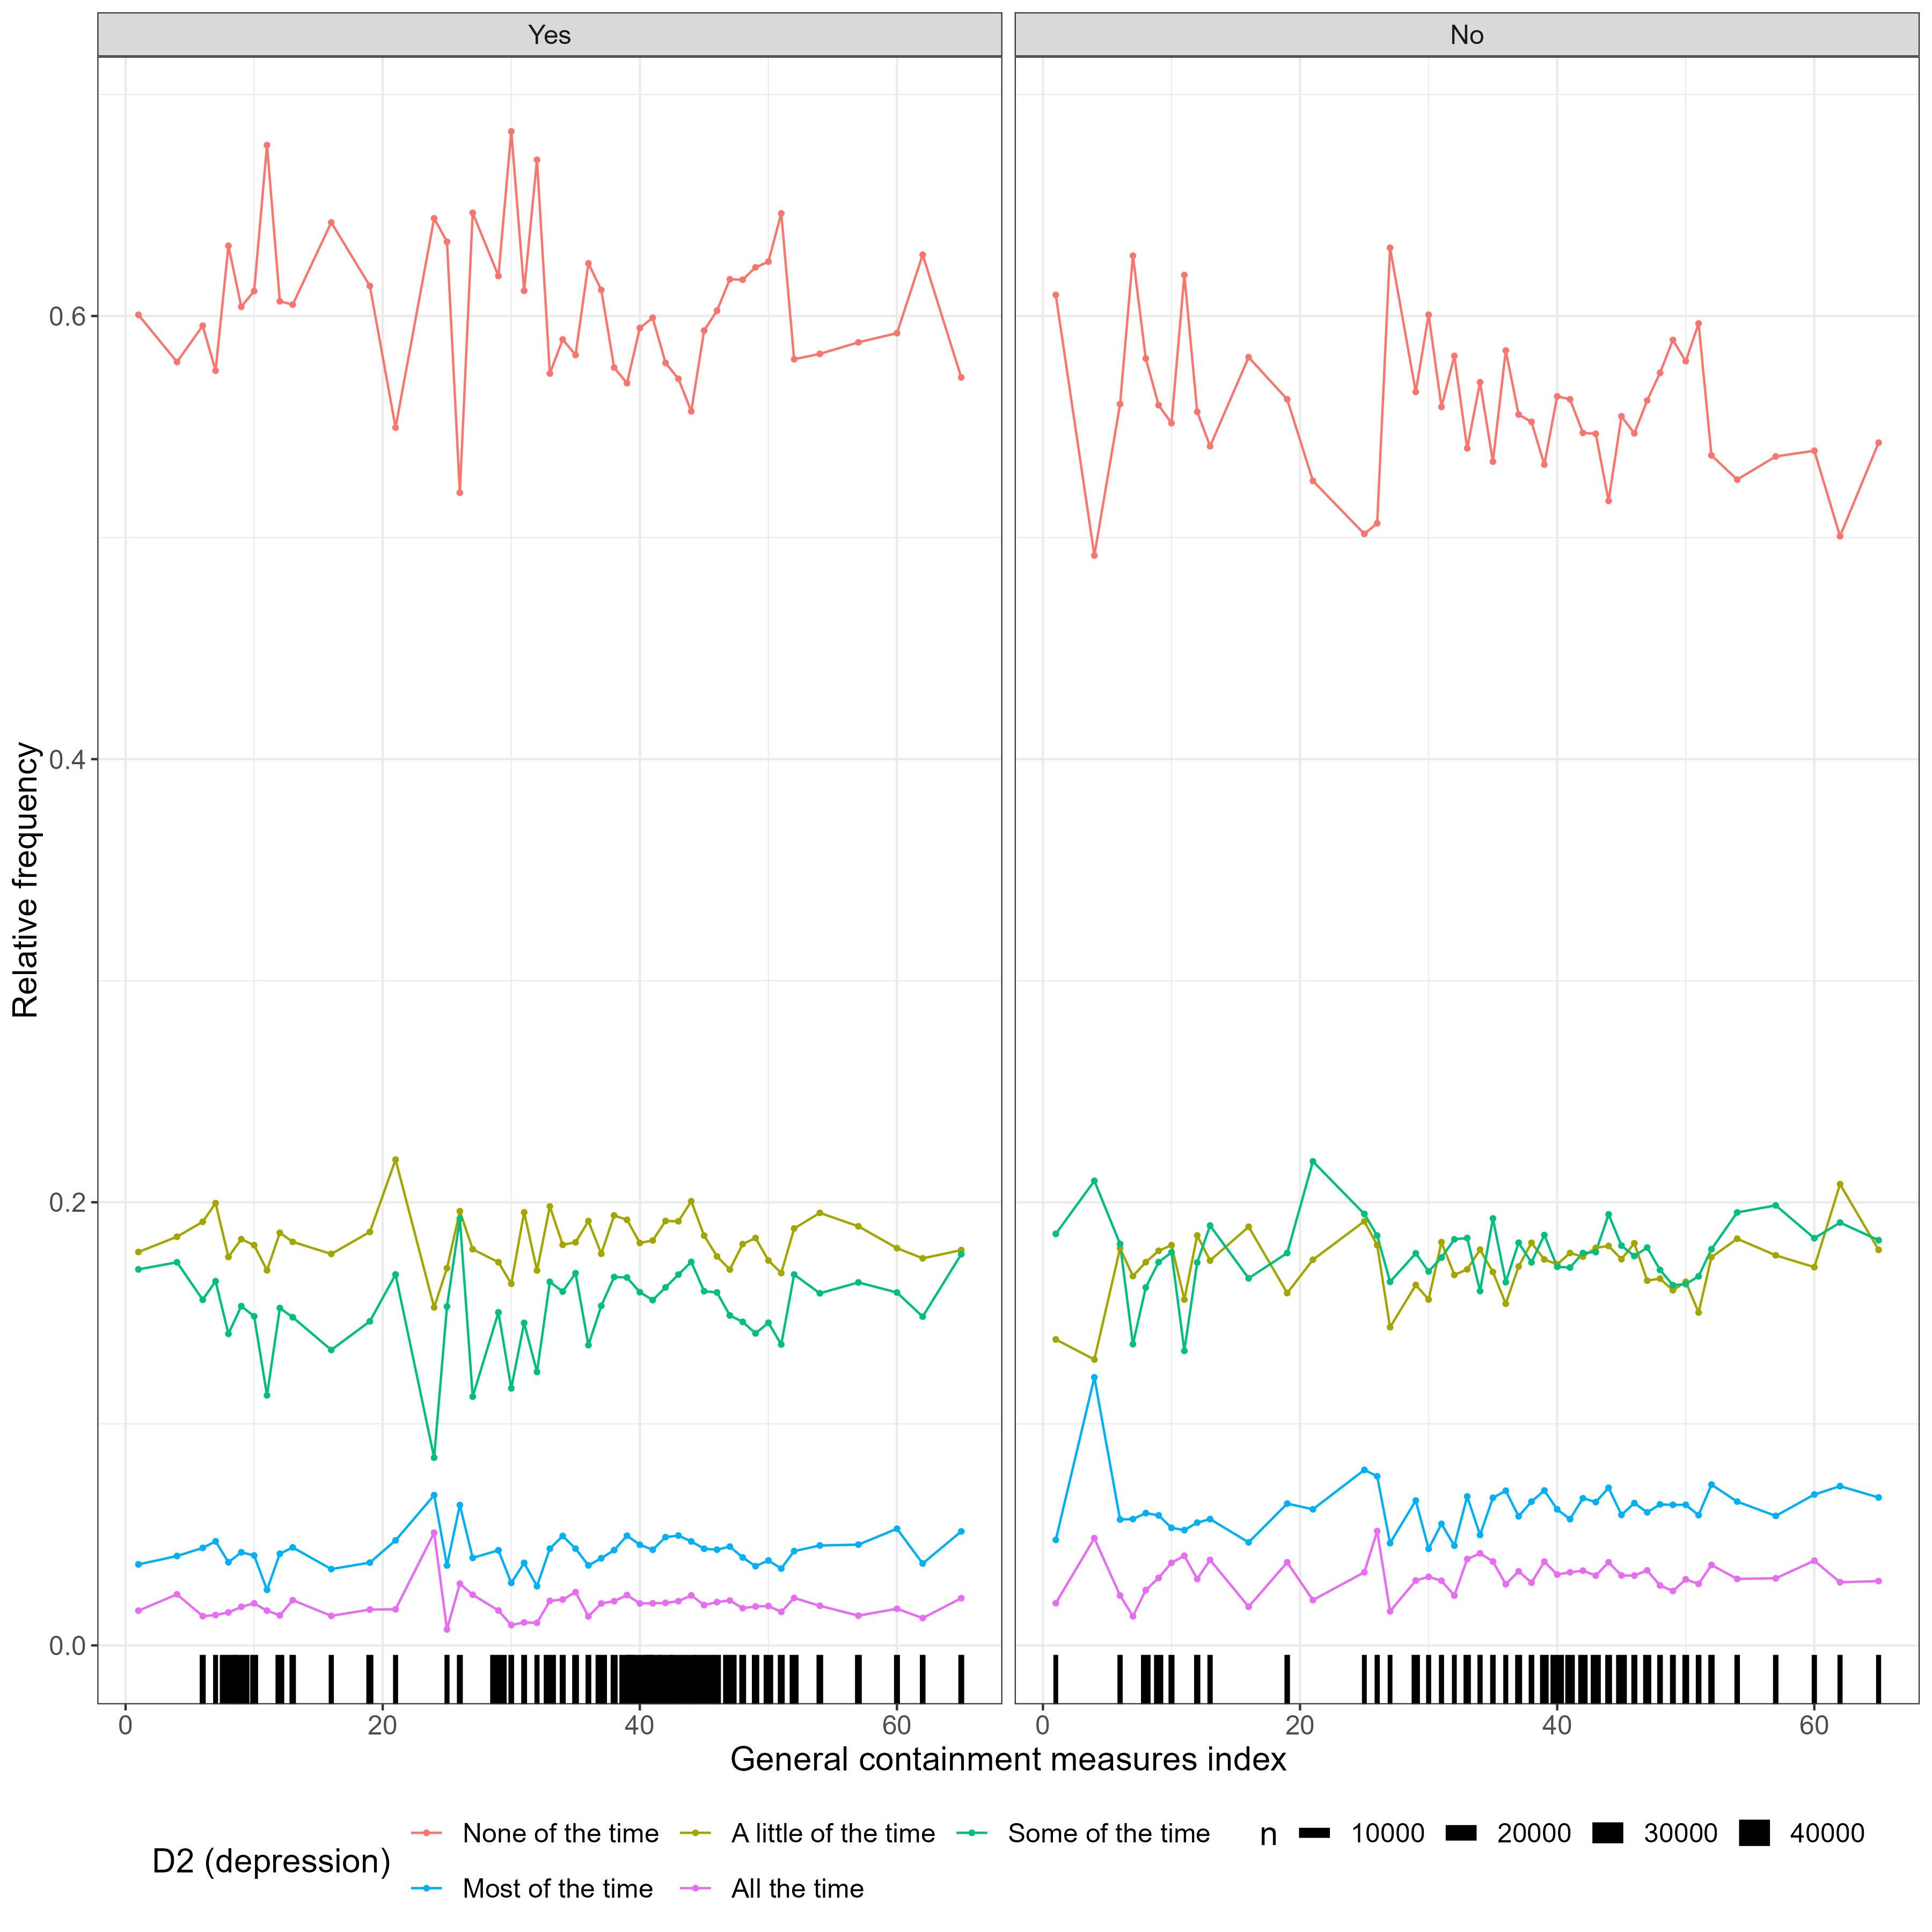 Yes
No
0.6
0.4
0.2
0.0
Relative frequency
0 20 40 60
0 20 40 60
General containment measures index
D2 (depression)
None of the time
A little of the time
Some of the time
Most of the time
All the time
n 10000 20000 30000 40000